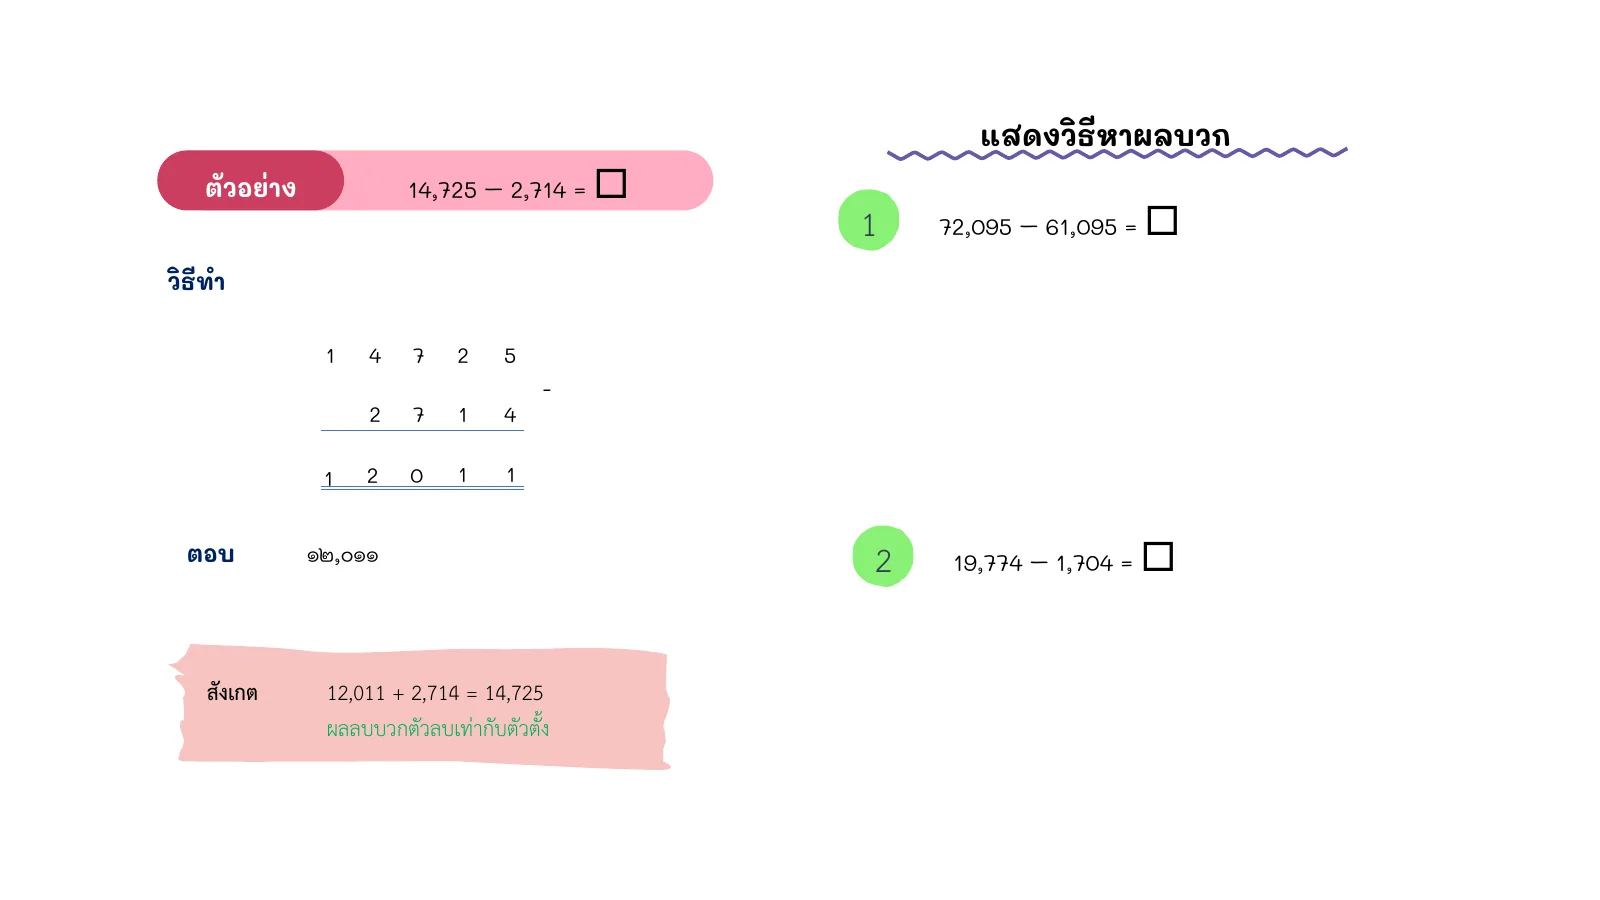 ตัวอย่าง 14,725 – 2,714 = □
วิธีทำ
1 4 7 2 5
-
2 7 1 4
1 2 0 1 1
ตอบ ๑๒,๐๑๑
สังเกต 12,011 + 2,714 = 14,725
ผลลบบวกตัวลบเท่ากับตัวตั้ง
แสดงวิธีหาผลบวก
1 72,095 – 61,095 = □
2 19,774 – 1,704 = □